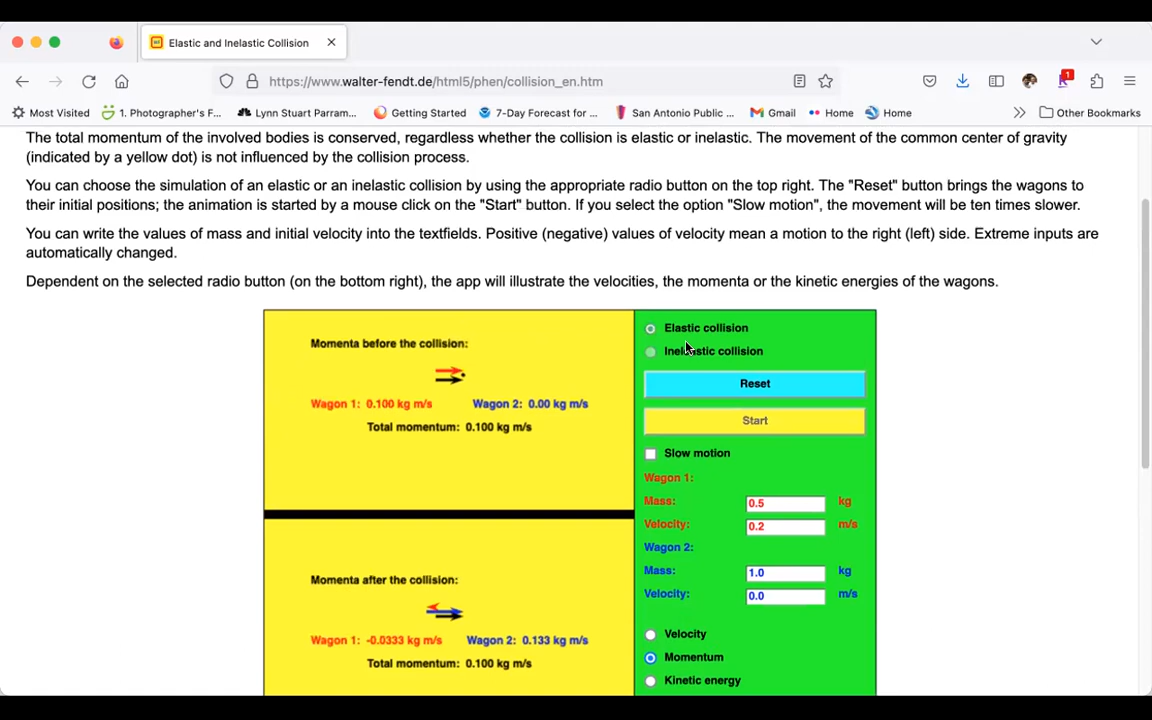 Elastic and Inelastic Collision
https://www.walter-fendt.de/html5/phen/collision_en.htm
1
Most Visited
1. Photographer's F...
Lynn Stuart Parram...
Getting Started
7-Day Forecast for ...
San Antonio Public ...
Gmail
Home
Home
Other Bookmarks
The total momentum of the involved bodies is conserved, regardless whether the collision is elastic or inelastic. The movement of the common center of gravity
(indicated by a yellow dot) is not influenced by the collision process.
You can choose the simulation of an elastic or an inelastic collision by using the appropriate radio button on the top right. The "Reset" button brings the wagons to
their initial positions; the animation is started by a mouse click on the "Start" button. If you select the option "Slow motion", the movement will be ten times slower.
You can write the values of mass and initial velocity into the textfields. Positive (negative) values of velocity mean a motion to the right (left) side. Extreme inputs are
automatically changed.
Dependent on the selected radio button (on the bottom right), the app will illustrate the velocities, the momenta or the kinetic energies of the wagons.
Momenta before the collision:
Wagon 1: 0.100 kg m/s Wagon 2: 0.00 kg m/s
Total momentum: 0.100 kg m/s
Momenta after the collision:
Wagon 1: -0.0333 kg m/s Wagon 2: 0.133 kg m/s
Total momentum: 0.100 kg m/s
Elastic collision
Inelastic collision
Reset
Start
Slow motion
Wagon 1:
Mass: 0.5 kg
Velocity: 0.2 m/s
Wagon 2:
Mass: 1.0 kg
Velocity: 0.0 m/s
Velocity
Momentum
Kinetic energy